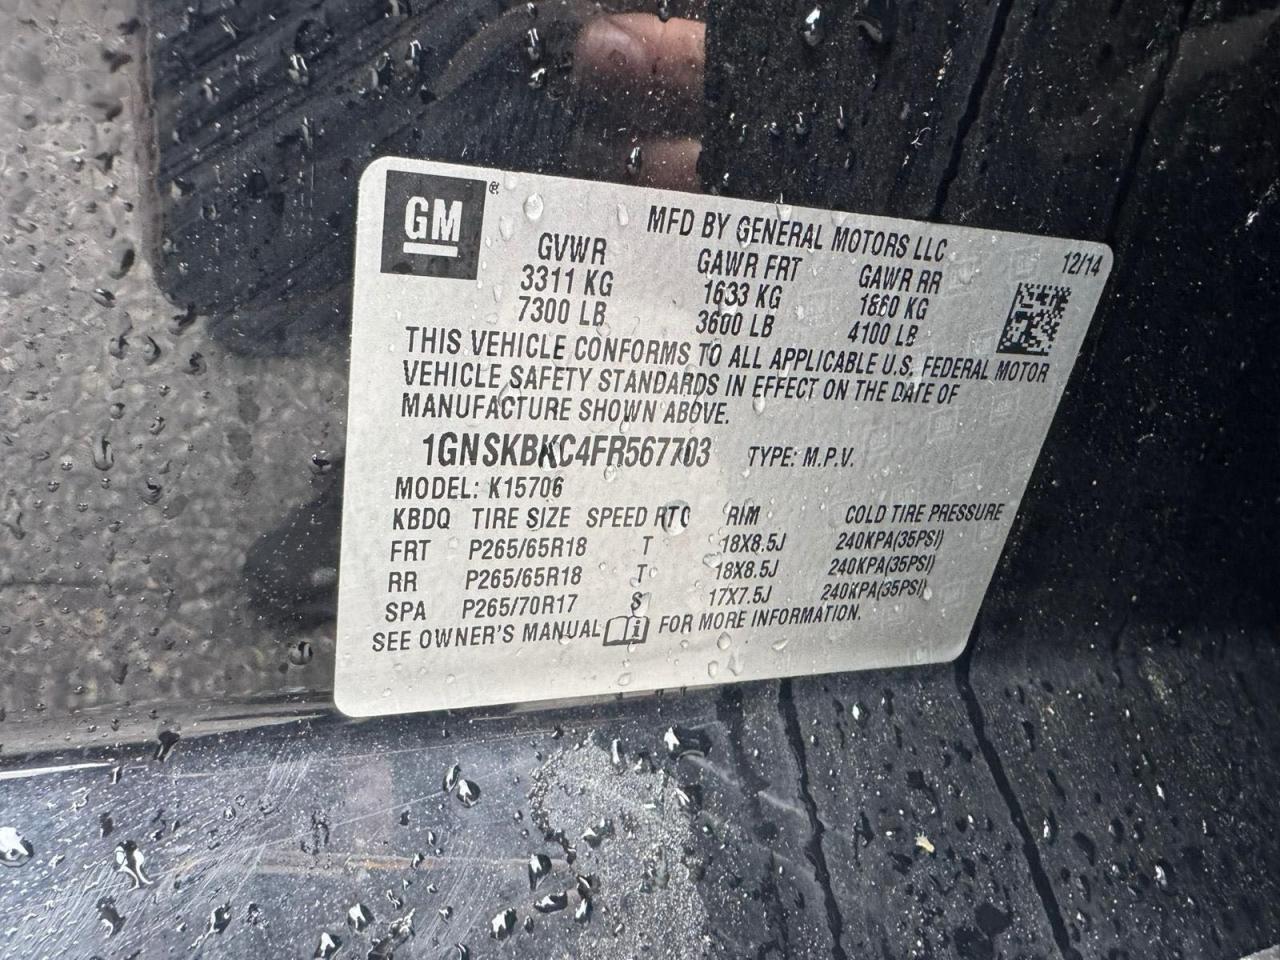 GM ®
MFD BY GENERAL MOTORS LLC
12/14
GVWR GAWR FRT GAWR RR
3311 KG 1633 KG 1860 KG
7300 LB 3600 LB 4100 LB
THIS VEHICLE CONFORMS TO ALL APPLICABLE U.S. FEDERAL MOTOR
VEHICLE SAFETY STANDARDS IN EFFECT ON THE DATE OF
MANUFACTURE SHOWN ABOVE.
1GNSKBKC4FR567703 TYPE: M.P.V.
MODEL: K15706
KBDQ TIRE SIZE SPEED RTG RIM COLD TIRE PRESSURE
FRT P265/65R18 T 18X8.5J 240KPA(35PSI)
RR P265/65R18 T 18X8.5J 240KPA(35PSI)
SPA P265/70R17 S 17X7.5J 240KPA(35PSI)
SEE OWNER'S MANUAL i FOR MORE INFORMATION.